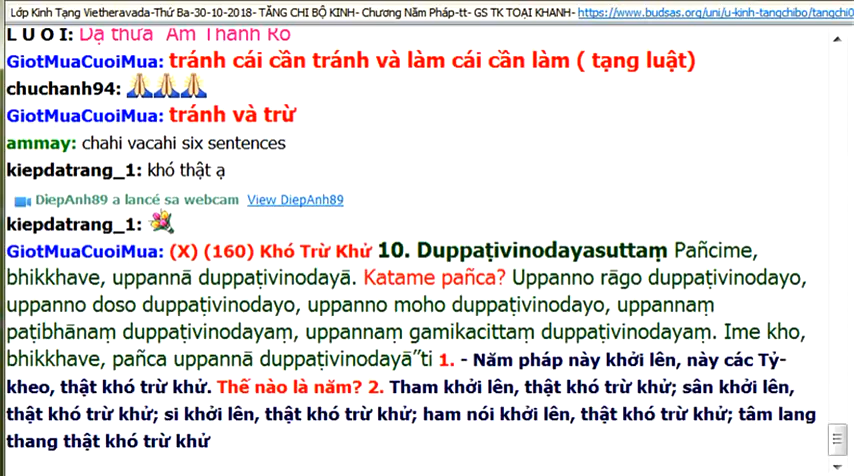 Lớp Kinh Tạng Vietheravada-Thứ Ba-30-10-2018- TĂNG CHI BỘ KINH- Chương Năm Pháp-tt- GS TK TOẠI KHANH- https://www.budsas.org/uni/u-kinh-tangchibo/tangchi0
L U O I: Dạ thưa Âm Thanh Rõ
GiotMuaCuoiMua: tránh cái cần tránh và làm cái cần làm ( tạng luật)
chuchanh94: 🙏🙏🙏
GiotMuaCuoiMua: tránh và trừ
ammay: chahi vacahi six sentences
kiepdatrang_1: khó thật ạ
DiepAnh89 a lancé sa webcam View DiepAnh89
kiepdatrang_1: 💐
GiotMuaCuoiMua: (X) (160) Khó Trừ Khử 10. Duppaṭivinodayasuttaṃ Pañcime,
bhikkhave, uppannā duppaṭivinodayā. Katame pañca? Uppanno rāgo duppaṭivinodayo,
uppanno doso duppaṭivinodayo, uppanno moho duppaṭivinodayo, uppannaṃ
paṭibhānaṃ duppaṭivinodayaṃ, uppannaṃ gamikacittaṃ duppaṭivinodayaṃ. Ime kho,
bhikkhave, pañca uppannā duppaṭivinodayā”ti 1. - Năm pháp này khởi lên, này các Tỷ-
kheo, thật khó trừ khử. Thế nào là năm? 2. Tham khởi lên, thật khó trừ khử; sân khởi lên,
thật khó trừ khử; si khởi lên, thật khó trừ khử; ham nói khởi lên, thật khó trừ khử; tâm lang
thang thật khó trừ khử